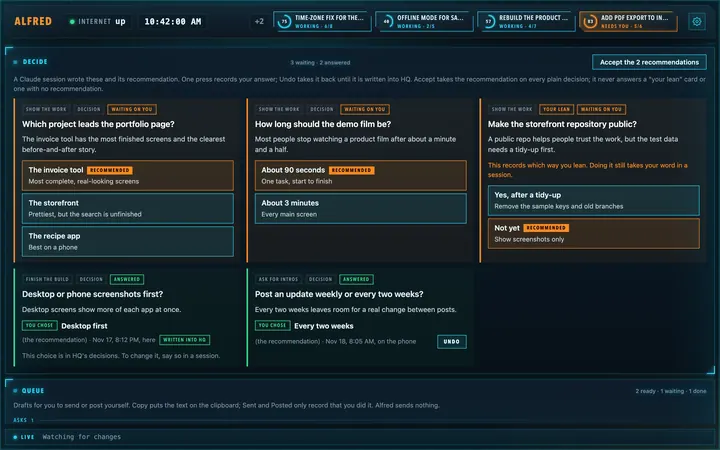 ALFRED
INTERNET up
10:42:00 AM
+2
75
TIME-ZONE FIX FOR THE...
WORKING · 6/8
40
OFFLINE MODE FOR SA...
WORKING · 2/5
57
REBUILD THE PRODUCT ...
WORKING · 4/7
83
ADD PDF EXPORT TO IN...
NEEDS YOU · 5/6
DECIDE
3 waiting · 2 answered
Accept the 2 recommendations
A Claude session wrote these and its recommendation. One press records your answer; Undo takes it back until it is written into HQ. Accept takes the recommendation on every plain decision; it never answers a "your lean" card or
one with no recommendation.
SHOW THE WORK DECISION WAITING ON YOU
Which project leads the portfolio page?
The invoice tool has the most finished screens and the clearest
before-and-after story.
The invoice tool RECOMMENDED
Most complete, real-looking screens
The storefront
Prettiest, but the search is unfinished
The recipe app
Best on a phone
SHOW THE WORK DECISION WAITING ON YOU
How long should the demo film be?
Most people stop watching a product film after about a minute
and a half.
About 90 seconds RECOMMENDED
One task, start to finish
About 3 minutes
Every main screen
SHOW THE WORK YOUR LEAN WAITING ON YOU
Make the storefront repository public?
A public repo helps people trust the work, but the test data
needs a tidy-up first.
This records which way you lean. Doing it still takes your word in a
session.
Yes, after a tidy-up
Remove the sample keys and old branches
Not yet RECOMMENDED
Show screenshots only
FINISH THE BUILD DECISION ANSWERED
Desktop or phone screenshots first?
Desktop screens show more of each app at once.
YOU CHOSE Desktop first
(the recommendation) · Nov 17, 8:12 PM, here WRITTEN INTO HQ
This choice is in HQ's decisions. To change it, say so in a session.
ASK FOR INTROS DECISION ANSWERED
Post an update weekly or every two weeks?
Every two weeks leaves room for a real change between posts.
YOU CHOSE Every two weeks
(the recommendation) · Nov 18, 8:05 AM, on the phone
UNDO
QUEUE
2 ready · 1 waiting · 1 done
Drafts for you to send or post yourself. Copy puts the text on the clipboard; Sent and Posted only record that you did it. Alfred sends nothing.
ASKS 1
LIVE Watching for changes